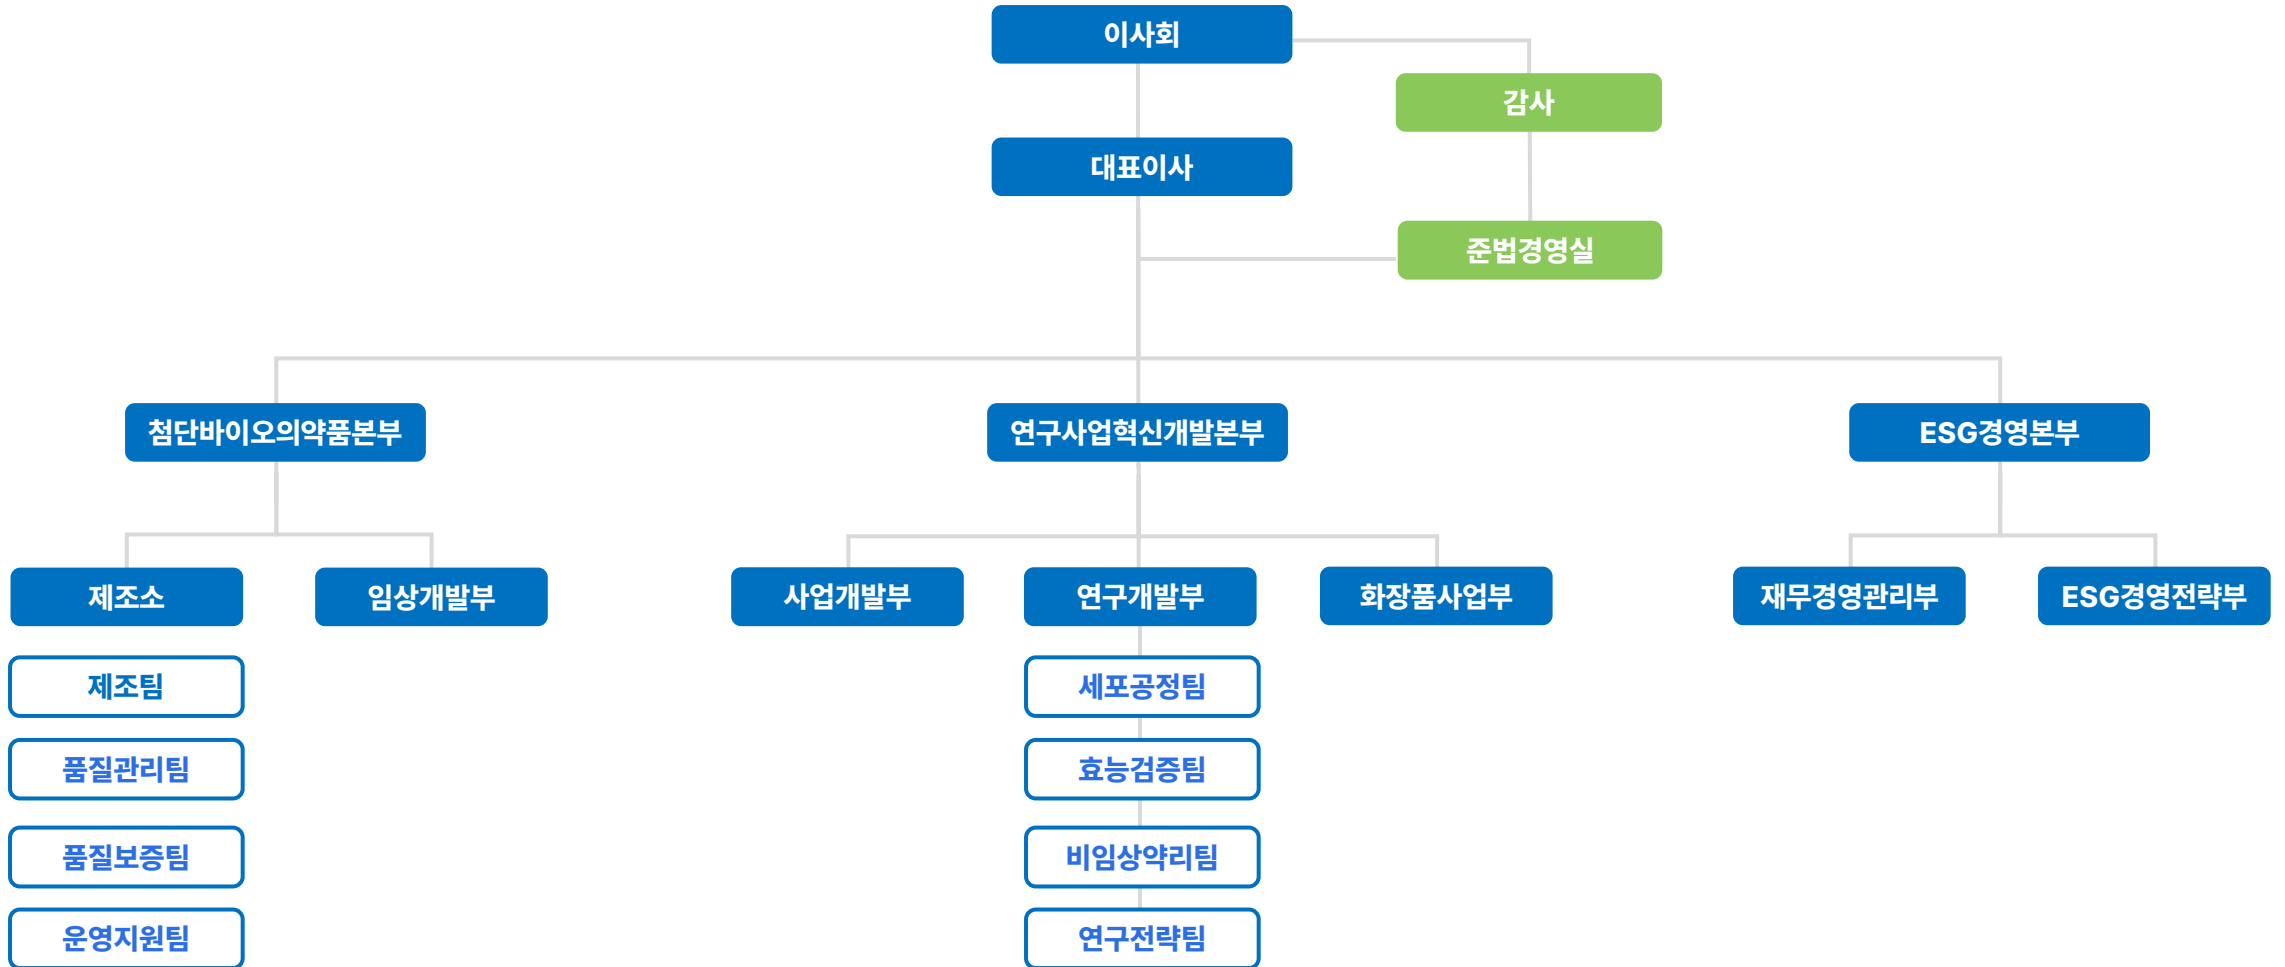 이사회
감사
대표이사
준법경영실
첨단바이오의약품본부
연구사업혁신개발본부
ESG경영본부
제조소
임상개발부
사업개발부
연구개발부
화장품사업부
재무경영관리부
ESG경영전략부
제조팀
세포공정팀
품질관리팀
효능검증팀
품질보증팀
비임상약리팀
운영지원팀
연구전략팀